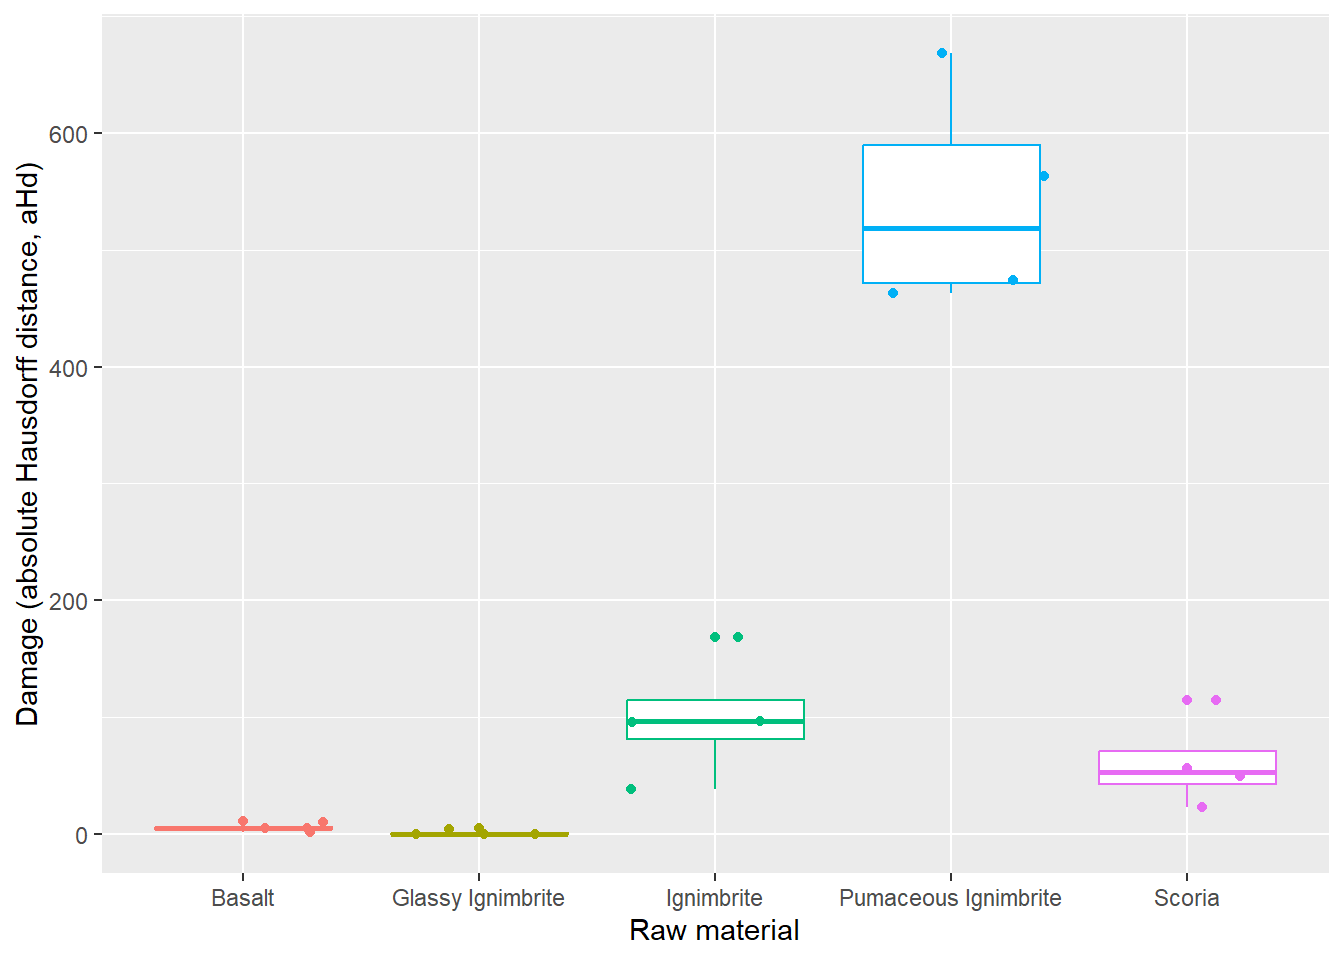 Damage (absolute Hausdorff distance, aHd)
600
400
200
0
Basalt
Glassy Ignimbrite
Ignimbrite
Pumaceous Ignimbrite
Scoria
Raw material